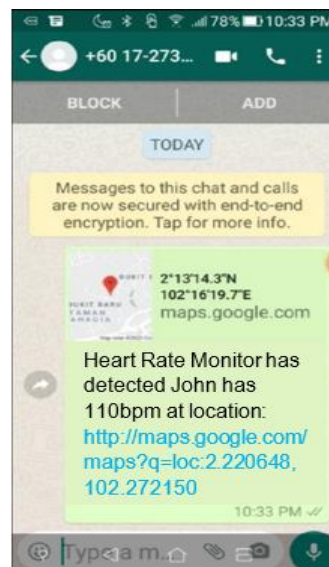 78% 10:33 PM
+60 17-273...
BLOCK ADD
TODAY
Messages to this chat and calls
are now secured with end-to-end
encryption. Tap for more info.
2°13'14.3"N
102°16'19.7"E
maps.google.com
BUKIT BARU
TAMAN
Heart Rate Monitor has
detected John has
110bpm at location:
http://maps.google.com/
maps?q=loc:2.220648,
102.272150
10:33 PM
Type a m...